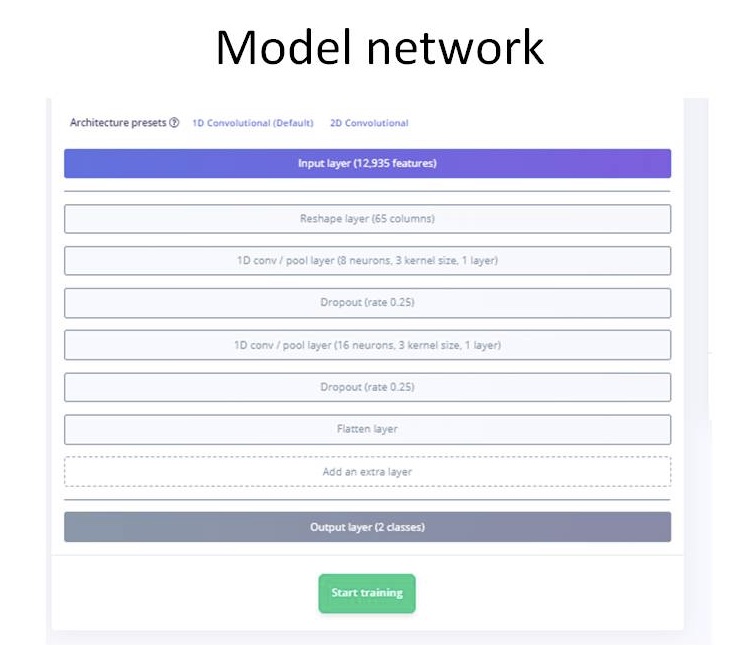 Model network
Architecture presets ? 1D Convolutional (Default) 2D Convolutional
Input layer (12,935 features)
Reshape layer (65 columns)
1D conv / pool layer (8 neurons, 3 kernel size, 1 layer)
Dropout (rate 0.25)
1D conv / pool layer (16 neurons, 3 kernel size, 1 layer)
Dropout (rate 0.25)
Flatten layer
Add an extra layer
Output layer (2 classes)
Start training